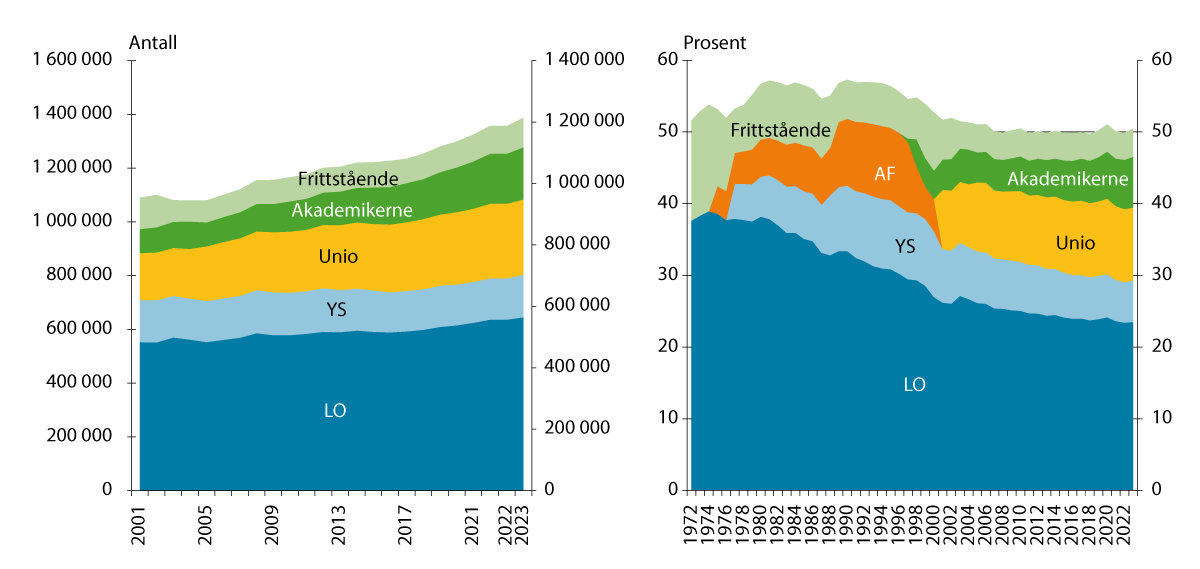 Antall
1 600 000
1 400 000
1 200 000
1 000 000
800 000
600 000
400 000
200 000
0
1 400 000
1 200 000
1 000 000
800 000
600 000
400 000
200 000
0
Frittstående
Akademikerne
Unio
YS
LO
2001
2005
2009
2013
2017
2021
2022
2023
Prosent
60
50
40
30
20
10
0
60
50
40
30
20
10
0
Frittstående
AF
Akademikerne
YS
Unio
LO
1972
1974
1976
1978
1980
1982
1984
1986
1988
1990
1992
1994
1996
1998
2000
2002
2004
2006
2008
2010
2012
2014
2016
2018
2020
2022